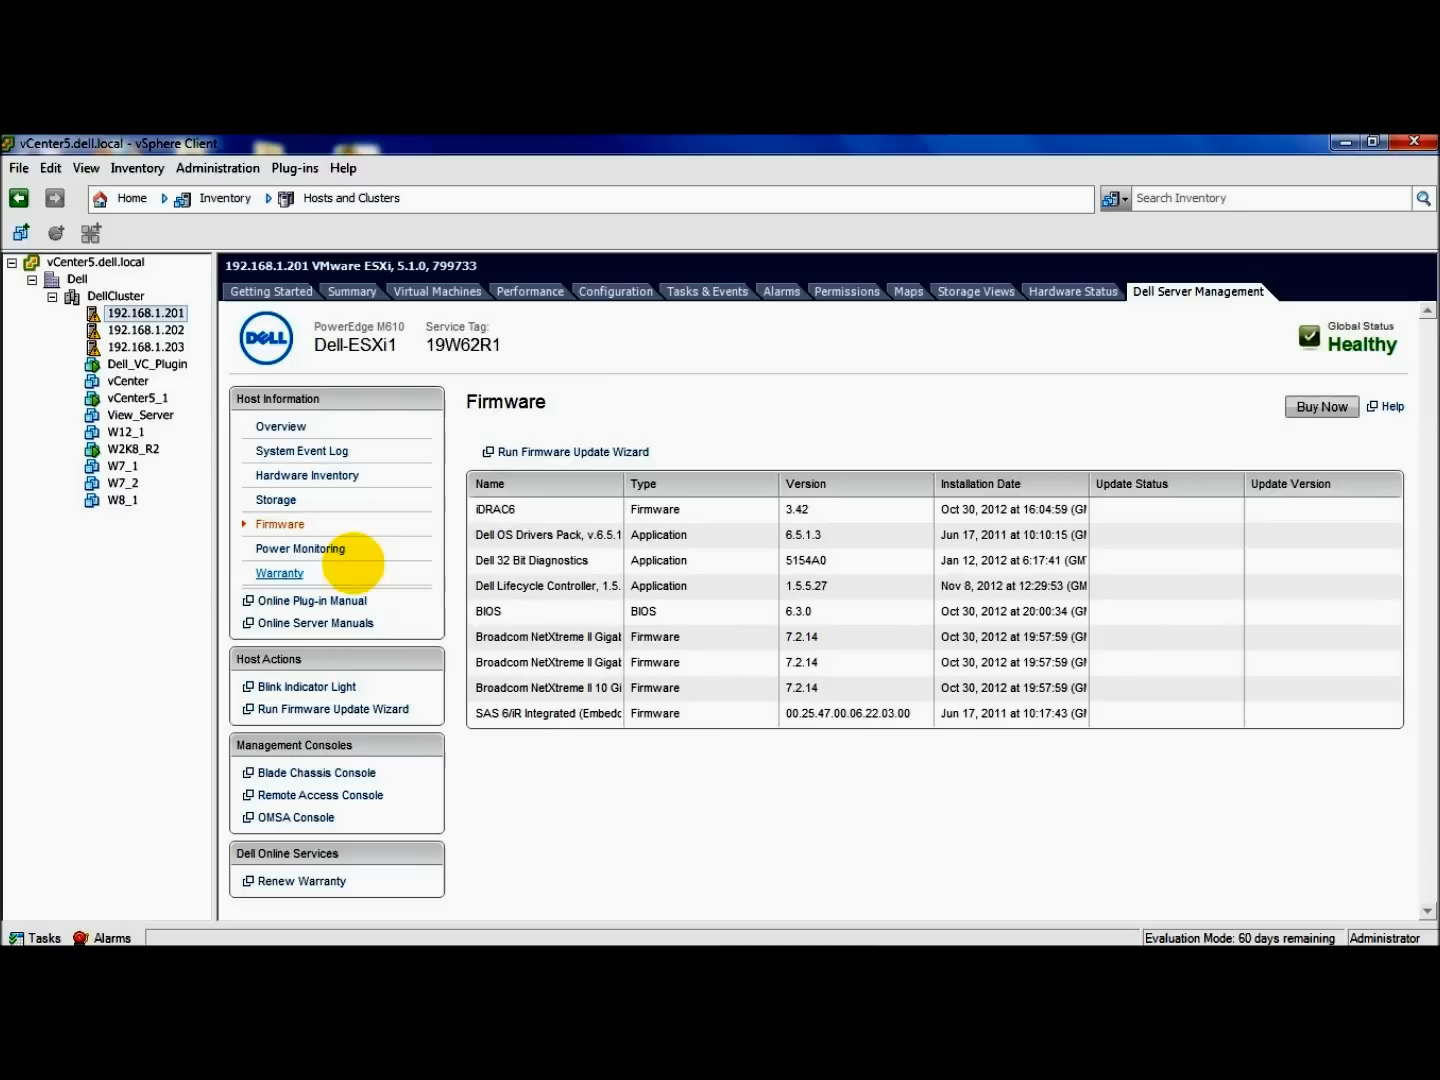 vCenter5.dell.local - vSphere Client
File Edit View Inventory Administration Plug-ins Help
Home Inventory Hosts and Clusters
Search Inventory
vCenter5.dell.local
Dell
DellCluster
192.168.1.201
192.168.1.202
192.168.1.203
Dell_VC_Plugin
vCenter
vCenter5_1
View_Server
W12_1
W2K8_R2
W7_1
W7_2
W8_1
192.168.1.201 VMware ESXi, 5.1.0, 799733
Getting Started Summary Virtual Machines Performance Configuration Tasks & Events Alarms Permissions Maps Storage Views Hardware Status Dell Server Management
DELL
PowerEdge M610 Service Tag:
Dell-ESXi1 19W62R1
Global Status
Healthy
Host Information
Overview
System Event Log
Hardware Inventory
Storage
Firmware
Power Monitoring
Warranty
Online Plug-in Manual
Online Server Manuals
Host Actions
Blink Indicator Light
Run Firmware Update Wizard
Management Consoles
Blade Chassis Console
Remote Access Console
OMSA Console
Dell Online Services
Renew Warranty
Firmware
Buy Now Help
Run Firmware Update Wizard
Name Type Version Installation Date Update Status Update Version
iDRAC6 Firmware 3.42 Oct 30, 2012 at 16:04:59 (GM
Dell OS Drivers Pack, v.6.5.1 Application 6.5.1.3 Jun 17, 2011 at 10:10:15 (GM
Dell 32 Bit Diagnostics Application 5154A0 Jan 12, 2012 at 6:17:41 (GMT
Dell Lifecycle Controller, 1.5. Application 1.5.5.27 Nov 8, 2012 at 12:29:53 (GM
BIOS BIOS 6.3.0 Oct 30, 2012 at 20:00:34 (GM
Broadcom NetXtreme II Gigab Firmware 7.2.14 Oct 30, 2012 at 19:57:59 (GM
Broadcom NetXtreme II Gigab Firmware 7.2.14 Oct 30, 2012 at 19:57:59 (GM
Broadcom NetXtreme II 10 Gi Firmware 7.2.14 Oct 30, 2012 at 19:57:59 (GM
SAS 6/iR Integrated (Embedd Firmware 00.25.47.00.06.22.03.00 Jun 17, 2011 at 10:17:43 (GM
Tasks Alarms
Evaluation Mode: 60 days remaining Administrator